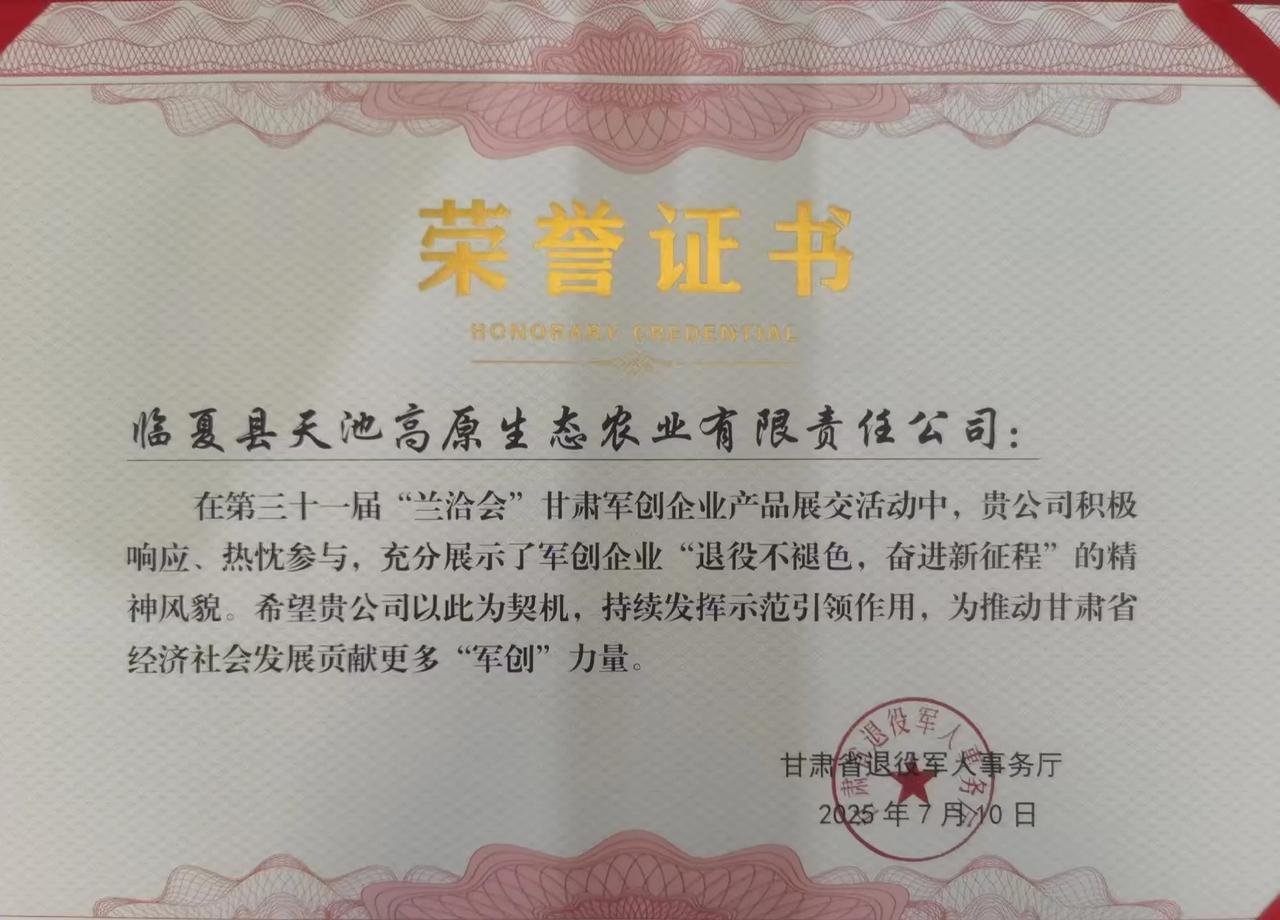 荣誉证书
HONORARY CREDENTIAL
临夏县天池高原生态农业有限责任公司：
在第三十一届“兰洽会”甘肃军创企业产品展交活动中，贵公司积极
响应、热忱参与，充分展示了军创企业“退役不褪色，奋进新征程”的精
神风貌。希望贵公司以此为契机，持续发挥示范引领作用，为推动甘肃省
经济社会发展贡献更多“军创”力量。
甘肃省退役军人事务厅
2025年7月10日